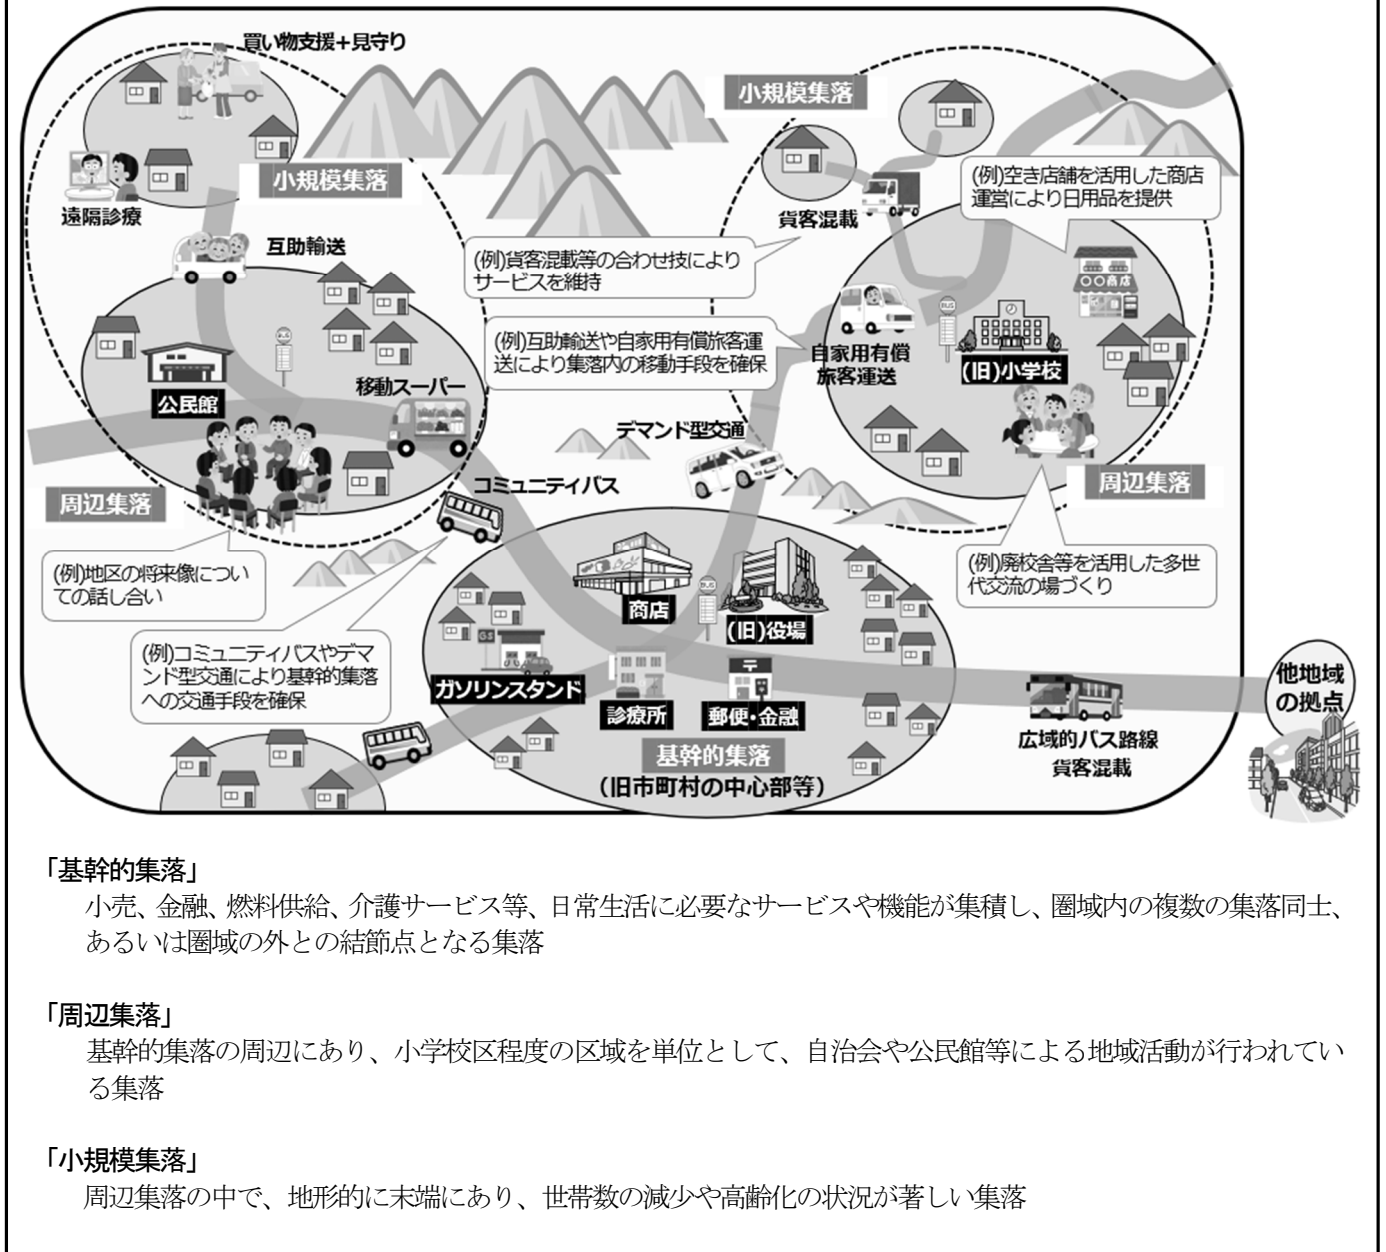 買い物支援＋見守り
小規模集落
遠隔診療
互助輸送
小規模集落
貨客混載
(例)空き店舗を活用した商店
運営により日用品を提供
(例)貨客混載等の合わせ技により
サービスを維持
○○商店
BUS
(例)互助輸送や自家用有償旅客運
送により集落内の移動手段を確保
自家用有償
旅客運送
BUS
(旧)小学校
公民館
移動スーパー
デマンド型交通
周辺集落
周辺集落
コミュニティバス
(例)地区の将来像につい
ての話し合い
(例)廃校舎等を活用した多世
代交流の場づくり
(例)コミュニティバスやデマ
ンド型交通により基幹的集落
への交通手段を確保
商店
BUS
(旧)役場
GS
ガソリンスタンド
診療所
〒
郵便・金融
基幹的集落
(旧市町村の中心部等)
広域的バス路線
貨客混載
他地域
の拠点
「基幹的集落」
小売、金融、燃料供給、介護サービス等、日常生活に必要なサービスや機能が集積し、圏域内の複数の集落同士、
あるいは圏域の外との結節点となる集落
「周辺集落」
基幹的集落の周辺にあり、小学校区程度の区域を単位として、自治会や公民館等による地域活動が行われてい
る集落
「小規模集落」
周辺集落の中で、地形的に末端にあり、世帯数の減少や高齢化の状況が著しい集落